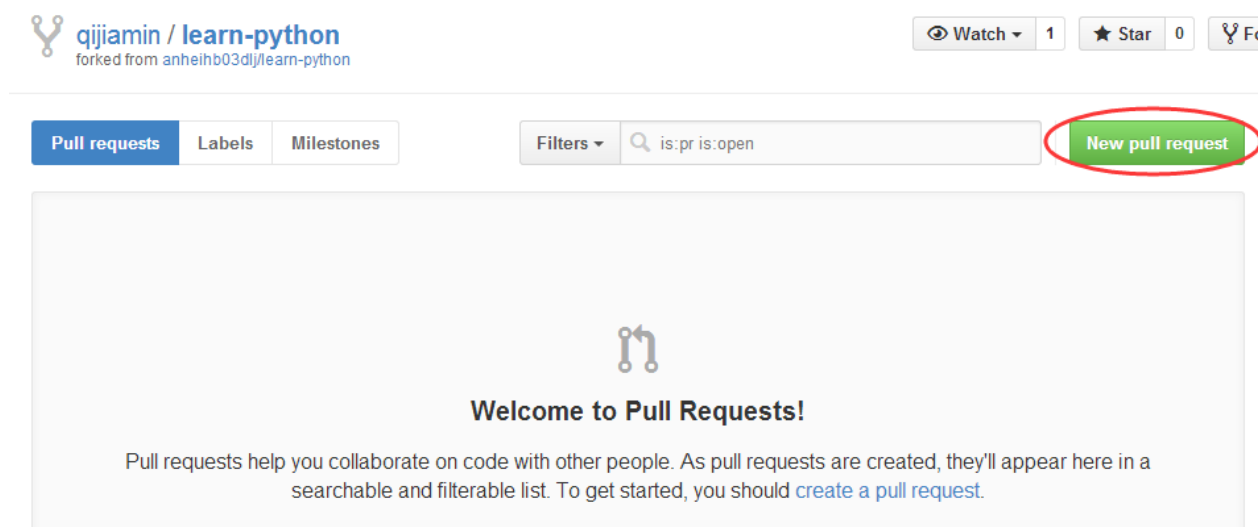 qijiamin / learn-python
forked from anheihb03dlj/learn-python
Watch 1 Star 0
Pull requests Labels Milestones Filters is:pr is:open New pull request
Welcome to Pull Requests!
Pull requests help you collaborate on code with other people. As pull requests are created, they'll appear here in a
searchable and filterable list. To get started, you should create a pull request.